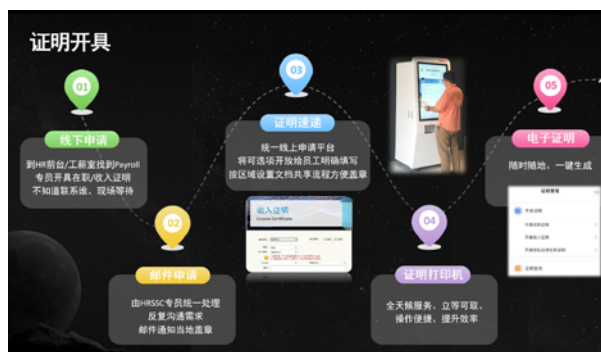 证明开具
01
线下申请
到HR前台/工薪室找到Payroll
专员开具在职/收入证明
不知道联系谁、现场等待
02
邮件申请
由HRSSC专员统一处理
反复沟通需求
邮件通知当地盖章
03
证明速递
统一线上申请平台
将可选项开放给员工明确填写
按区域设置文档共享流程方便盖章
收入证明
Income Certificate
04
证明打印机
全天候服务、立等可取、
操作便捷、提升效率
05
电子证明
随时随地、一键生成
证明管理